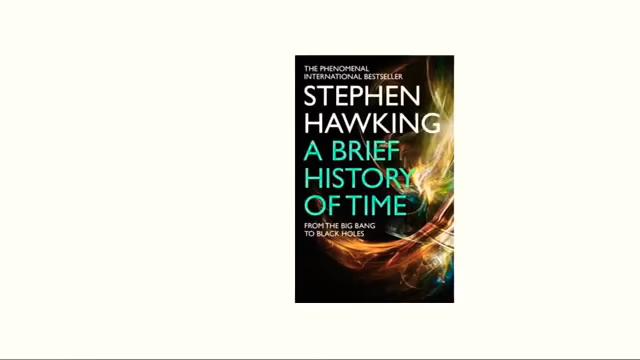 THE PHENOMENAL
INTERNATIONAL BESTSELLER
STEPHEN
HAWKING
A BRIEF
HISTORY
OF TIME
FROM THE BIG BANG
TO BLACK HOLES